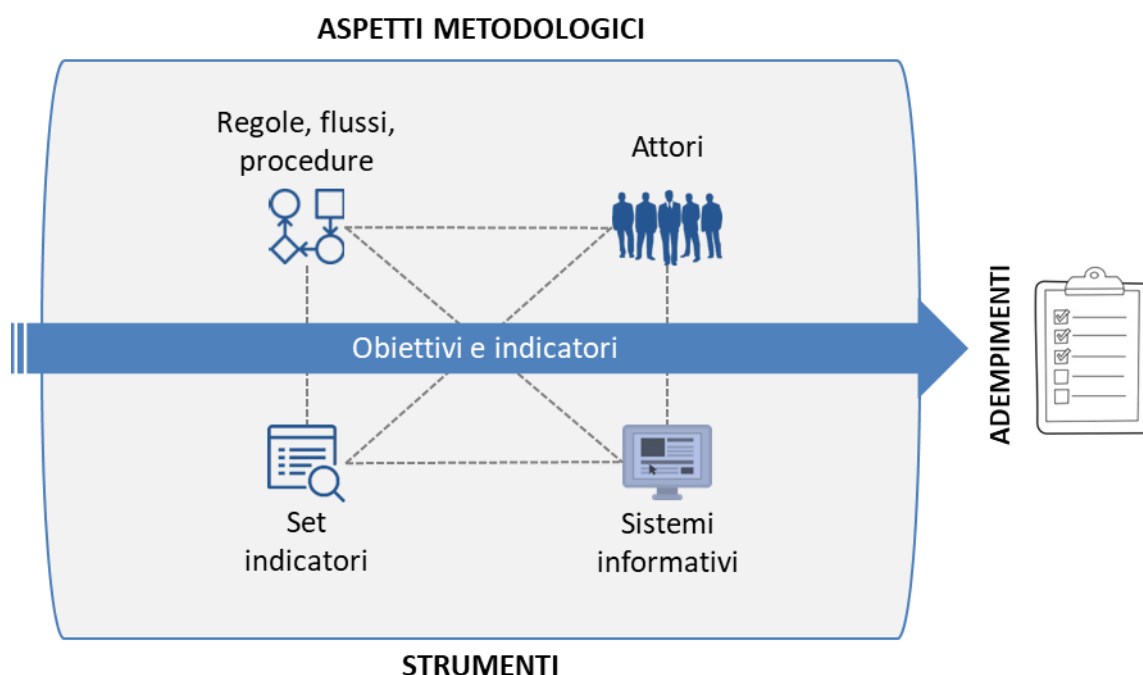 ASPETTI METODOLOGICI
Regole, flussi,
procedure
Attori
Obiettivi e indicatori
ADEMPIMENTI
Set
indicatori
Sistemi
informativi
STRUMENTI